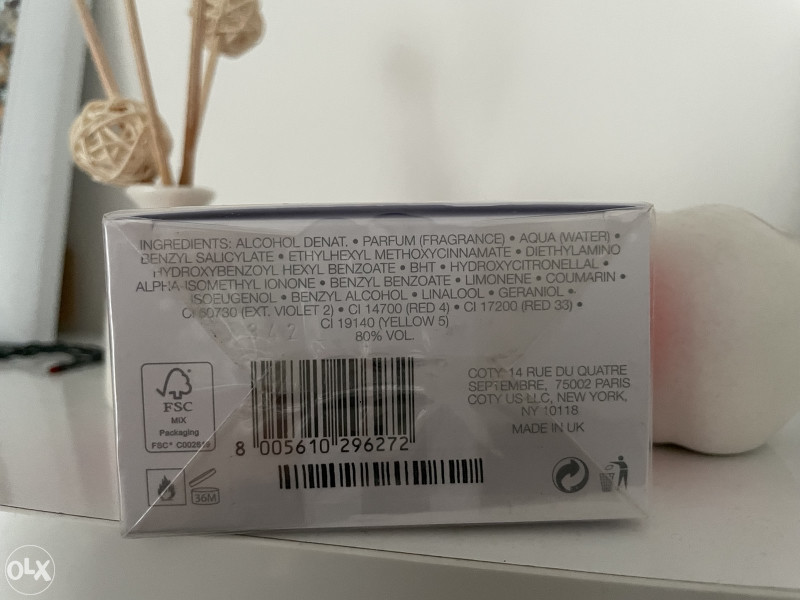 INGREDIENTS: ALCOHOL DENAT. • PARFUM (FRAGRANCE) • AQUA (WATER) •
BENZYL SALICYLATE • ETHYLHEXYL METHOXYCINNAMATE • DIETHYLAMINO
HYDROXYBENZOYL HEXYL BENZOATE • BHT • HYDROXYCITRONELLAL •
ALPHA-ISOMETHYL IONONE • BENZYL BENZOATE • LIMONENE • COUMARIN •
ISOEUGENOL • BENZYL ALCOHOL • LINALOOL • GERANIOL •
CI 60730 (EXT. VIOLET 2) • CI 14700 (RED 4) • CI 17200 (RED 33) •
CI 19140 (YELLOW 5)
80% VOL.
FSC
MIX
Packaging
COTY, 14 RUE DU QUATRE
SEPTEMBRE, 75002 PARIS
COTY US LLC, NEW YORK,
NY 10118
MADE IN UK
8 005610 296272
36M
OLX